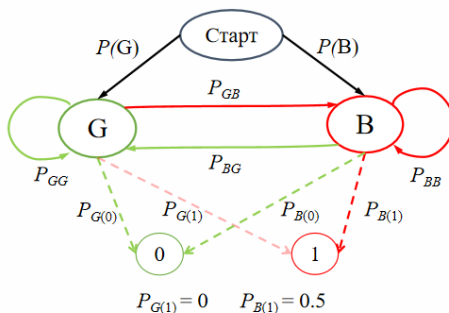 Старт
P(G) P(B)
P_GB
G B
P_BG
P_GG P_BB
P_G(0) P_G(1) P_B(0) P_B(1)
0 1
P_G(1) = 0 P_B(1) = 0.5